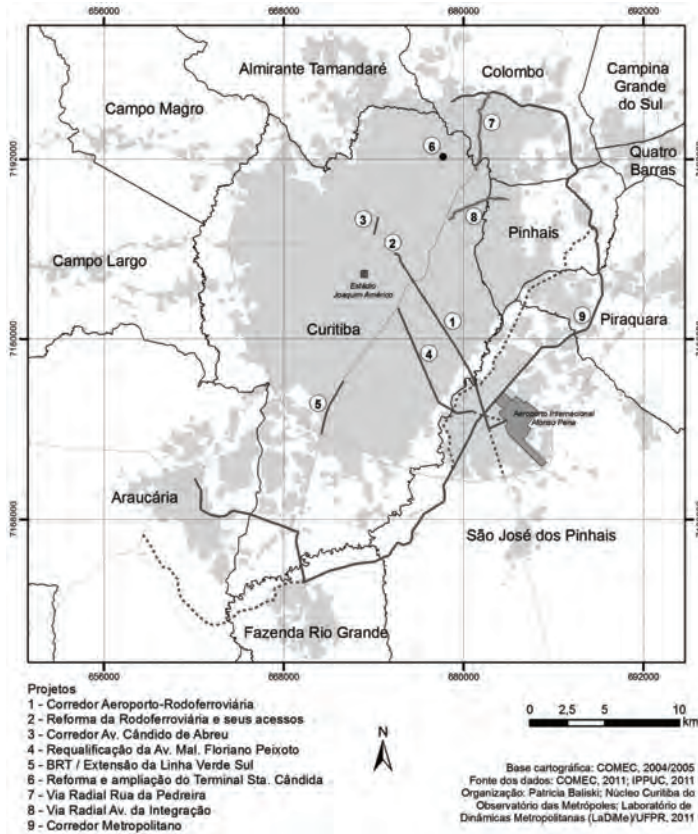 656000
668000
680000
692000
Almirante Tamandaré
Colombo
Campina
Grande
do Sul
Campo Magro
7
6
7192000
Quatro
Barras
3
8
2
Pinhais
Campo Largo
Estádio
Joaquim Américo
7180000
Curitiba
1
9
Piraquara
4
5
Aeroporto Internacional
Afonso Pena
Araucária
7168000
São José dos Pinhais
Fazenda Rio Grande
656000
668000
680000
692000
Projetos
1 - Corredor Aeroporto-Rodoferroviária
2 - Reforma da Rodoferroviária e seus acessos
3 - Corredor Av. Cândido de Abreu
4 - Requalificação da Av. Mal. Floriano Peixoto
5 - BRT / Extensão da Linha Verde Sul
6 - Reforma e ampliação do Terminal Sta. Cândida
7 - Via Radial Rua da Pedreira
8 - Via Radial Av. da Integração
9 - Corredor Metropolitano
N
0 2,5 5 10
km
Base cartográfica: COMEC, 2004/2005
Fonte dos dados: COMEC, 2011; IPPUC, 2011
Organização: Patricia Baliski; Núcleo Curitiba do
Observatório das Metrópoles; Laboratório de
Dinâmicas Metropolitanas (LaDiMe)/UFPR, 2011